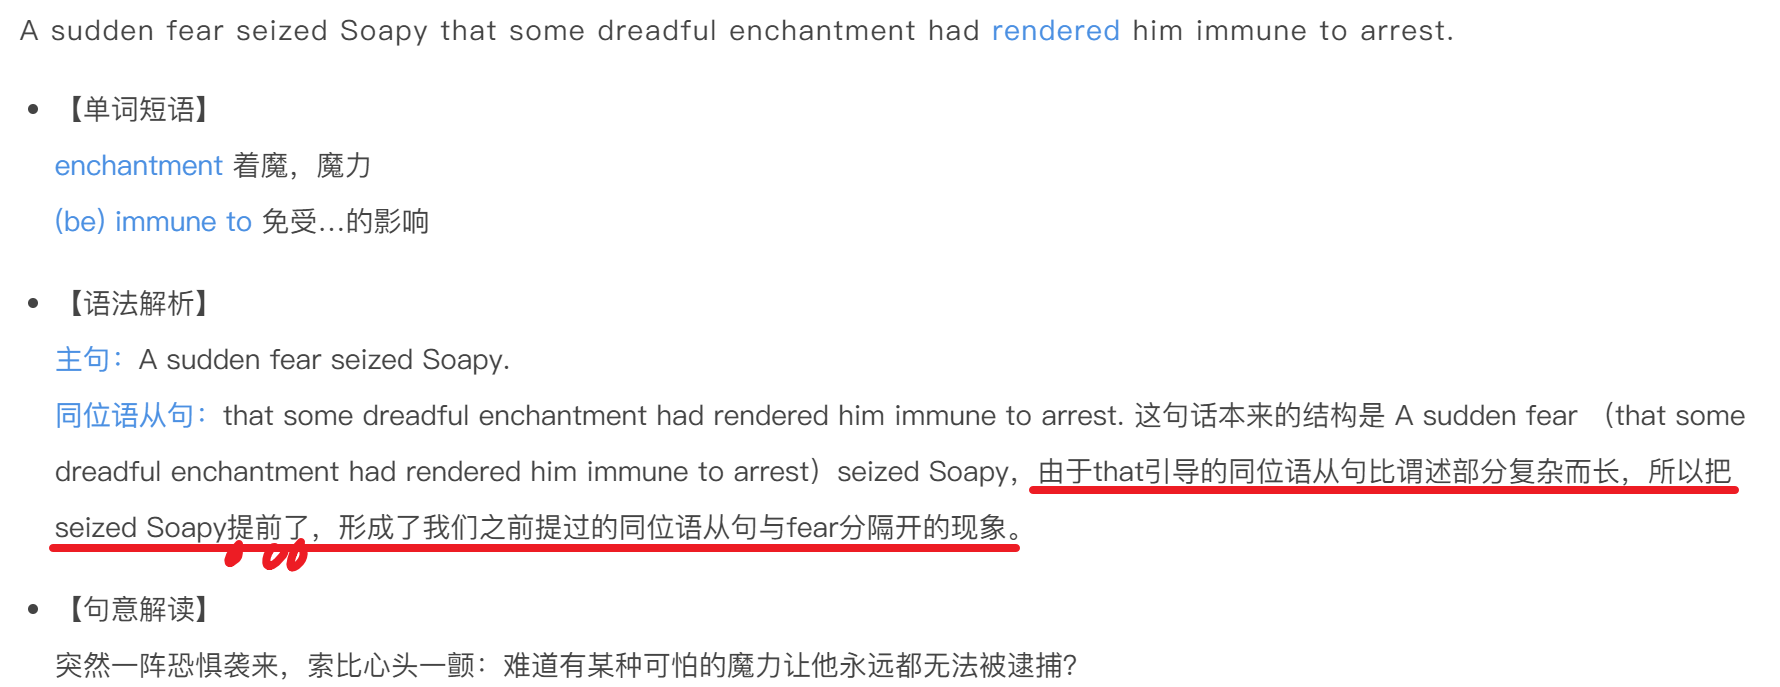 A sudden fear seized Soapy that some dreadful enchantment had rendered him immune to arrest.
【单词短语】
enchantment 着魔，魔力
(be) immune to 免受…的影响
【语法解析】
主句：A sudden fear seized Soapy.
同位语从句：that some dreadful enchantment had rendered him immune to arrest. 这句话本来的结构是 A sudden fear （that some
dreadful enchantment had rendered him immune to arrest）seized Soapy，由于that引导的同位语从句比谓述部分复杂而长，所以把
seized Soapy提前了，形成了我们之前提过的同位语从句与fear分隔开的现象。
【句意解读】
突然一阵恐惧袭来，索比心头一颤：难道有某种可怕的魔力让他永远都无法被逮捕？